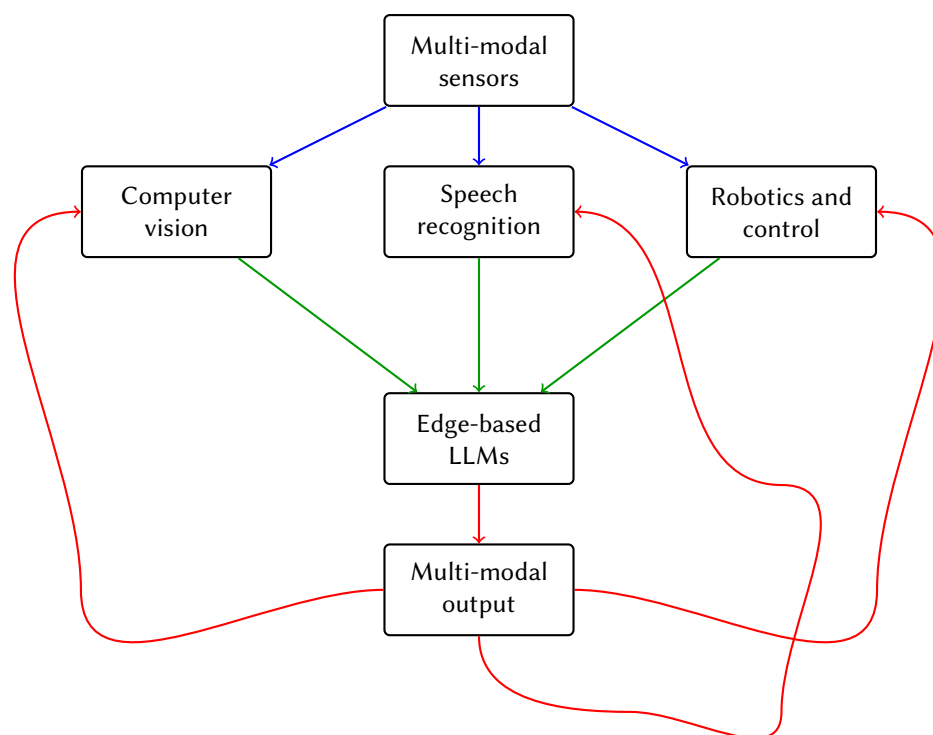 Multi-modal
sensors
Computer
vision
Speech
recognition
Robotics and
control
Edge-based
LLMs
Multi-modal
output